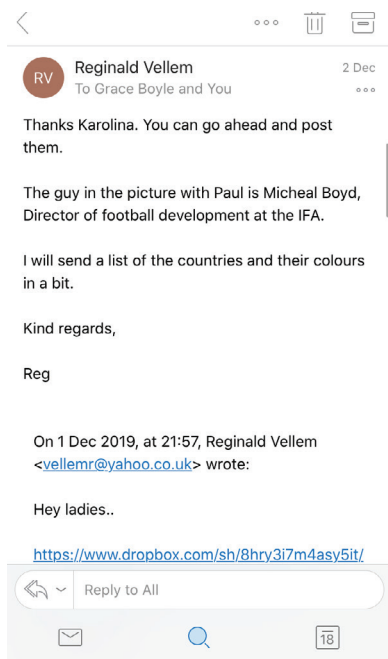 Reginald Vellem
2 Dec
RV
To Grace Boyle and You
Thanks Karolina. You can go ahead and post
them.
The guy in the picture with Paul is Micheal Boyd,
Director of football development at the IFA.
I will send a list of the countries and their colours
in a bit.
Kind regards,
Reg
On 1 Dec 2019, at 21:57, Reginald Vellem
<vellemr@yahoo.co.uk> wrote:
Hey ladies..
https://www.dropbox.com/sh/8hry3i7m4asy5it/
Reply to All
18